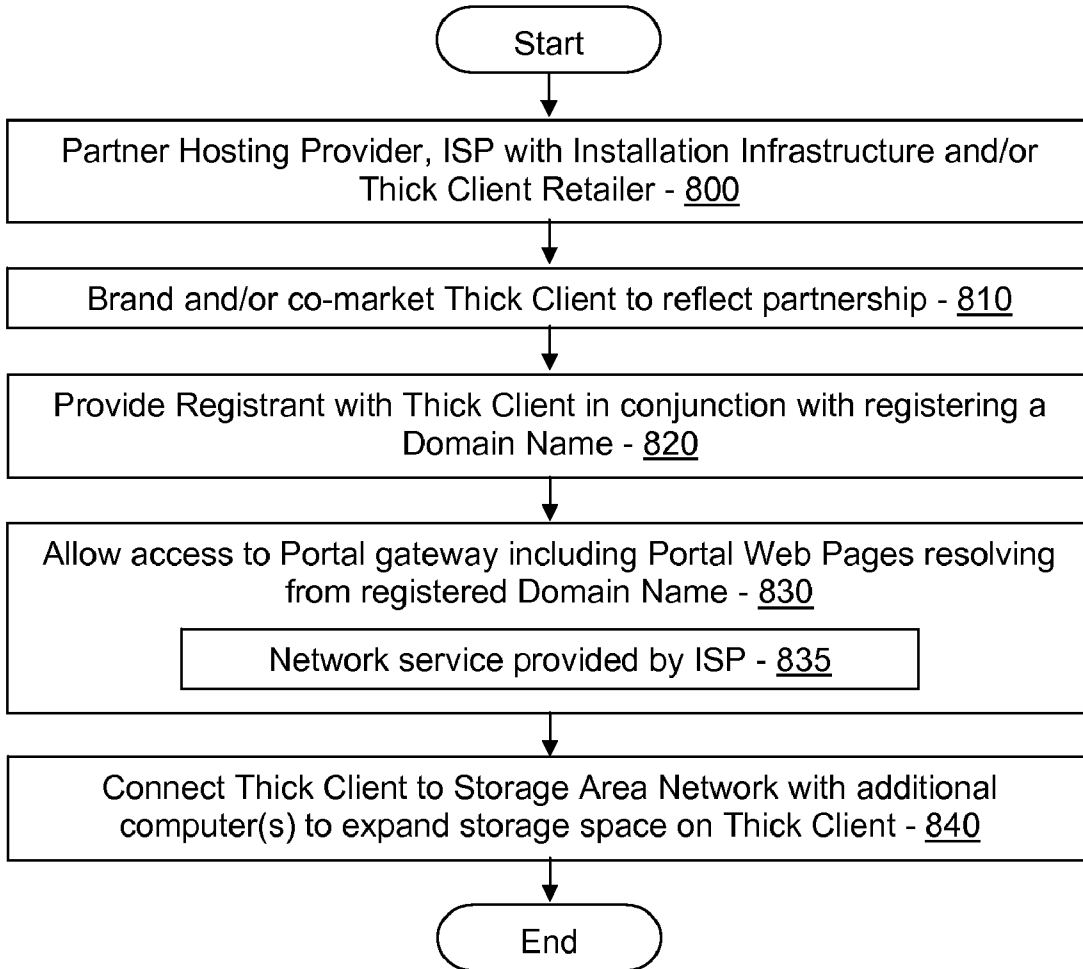 Start
Partner Hosting Provider, ISP with Installation Infrastructure and/or
Thick Client Retailer - 800
Brand and/or co-market Thick Client to reflect partnership - 810
Provide Registrant with Thick Client in conjunction with registering a
Domain Name - 820
Allow access to Portal gateway including Portal Web Pages resolving
from registered Domain Name - 830
Network service provided by ISP - 835
Connect Thick Client to Storage Area Network with additional
computer(s) to expand storage space on Thick Client - 840
End